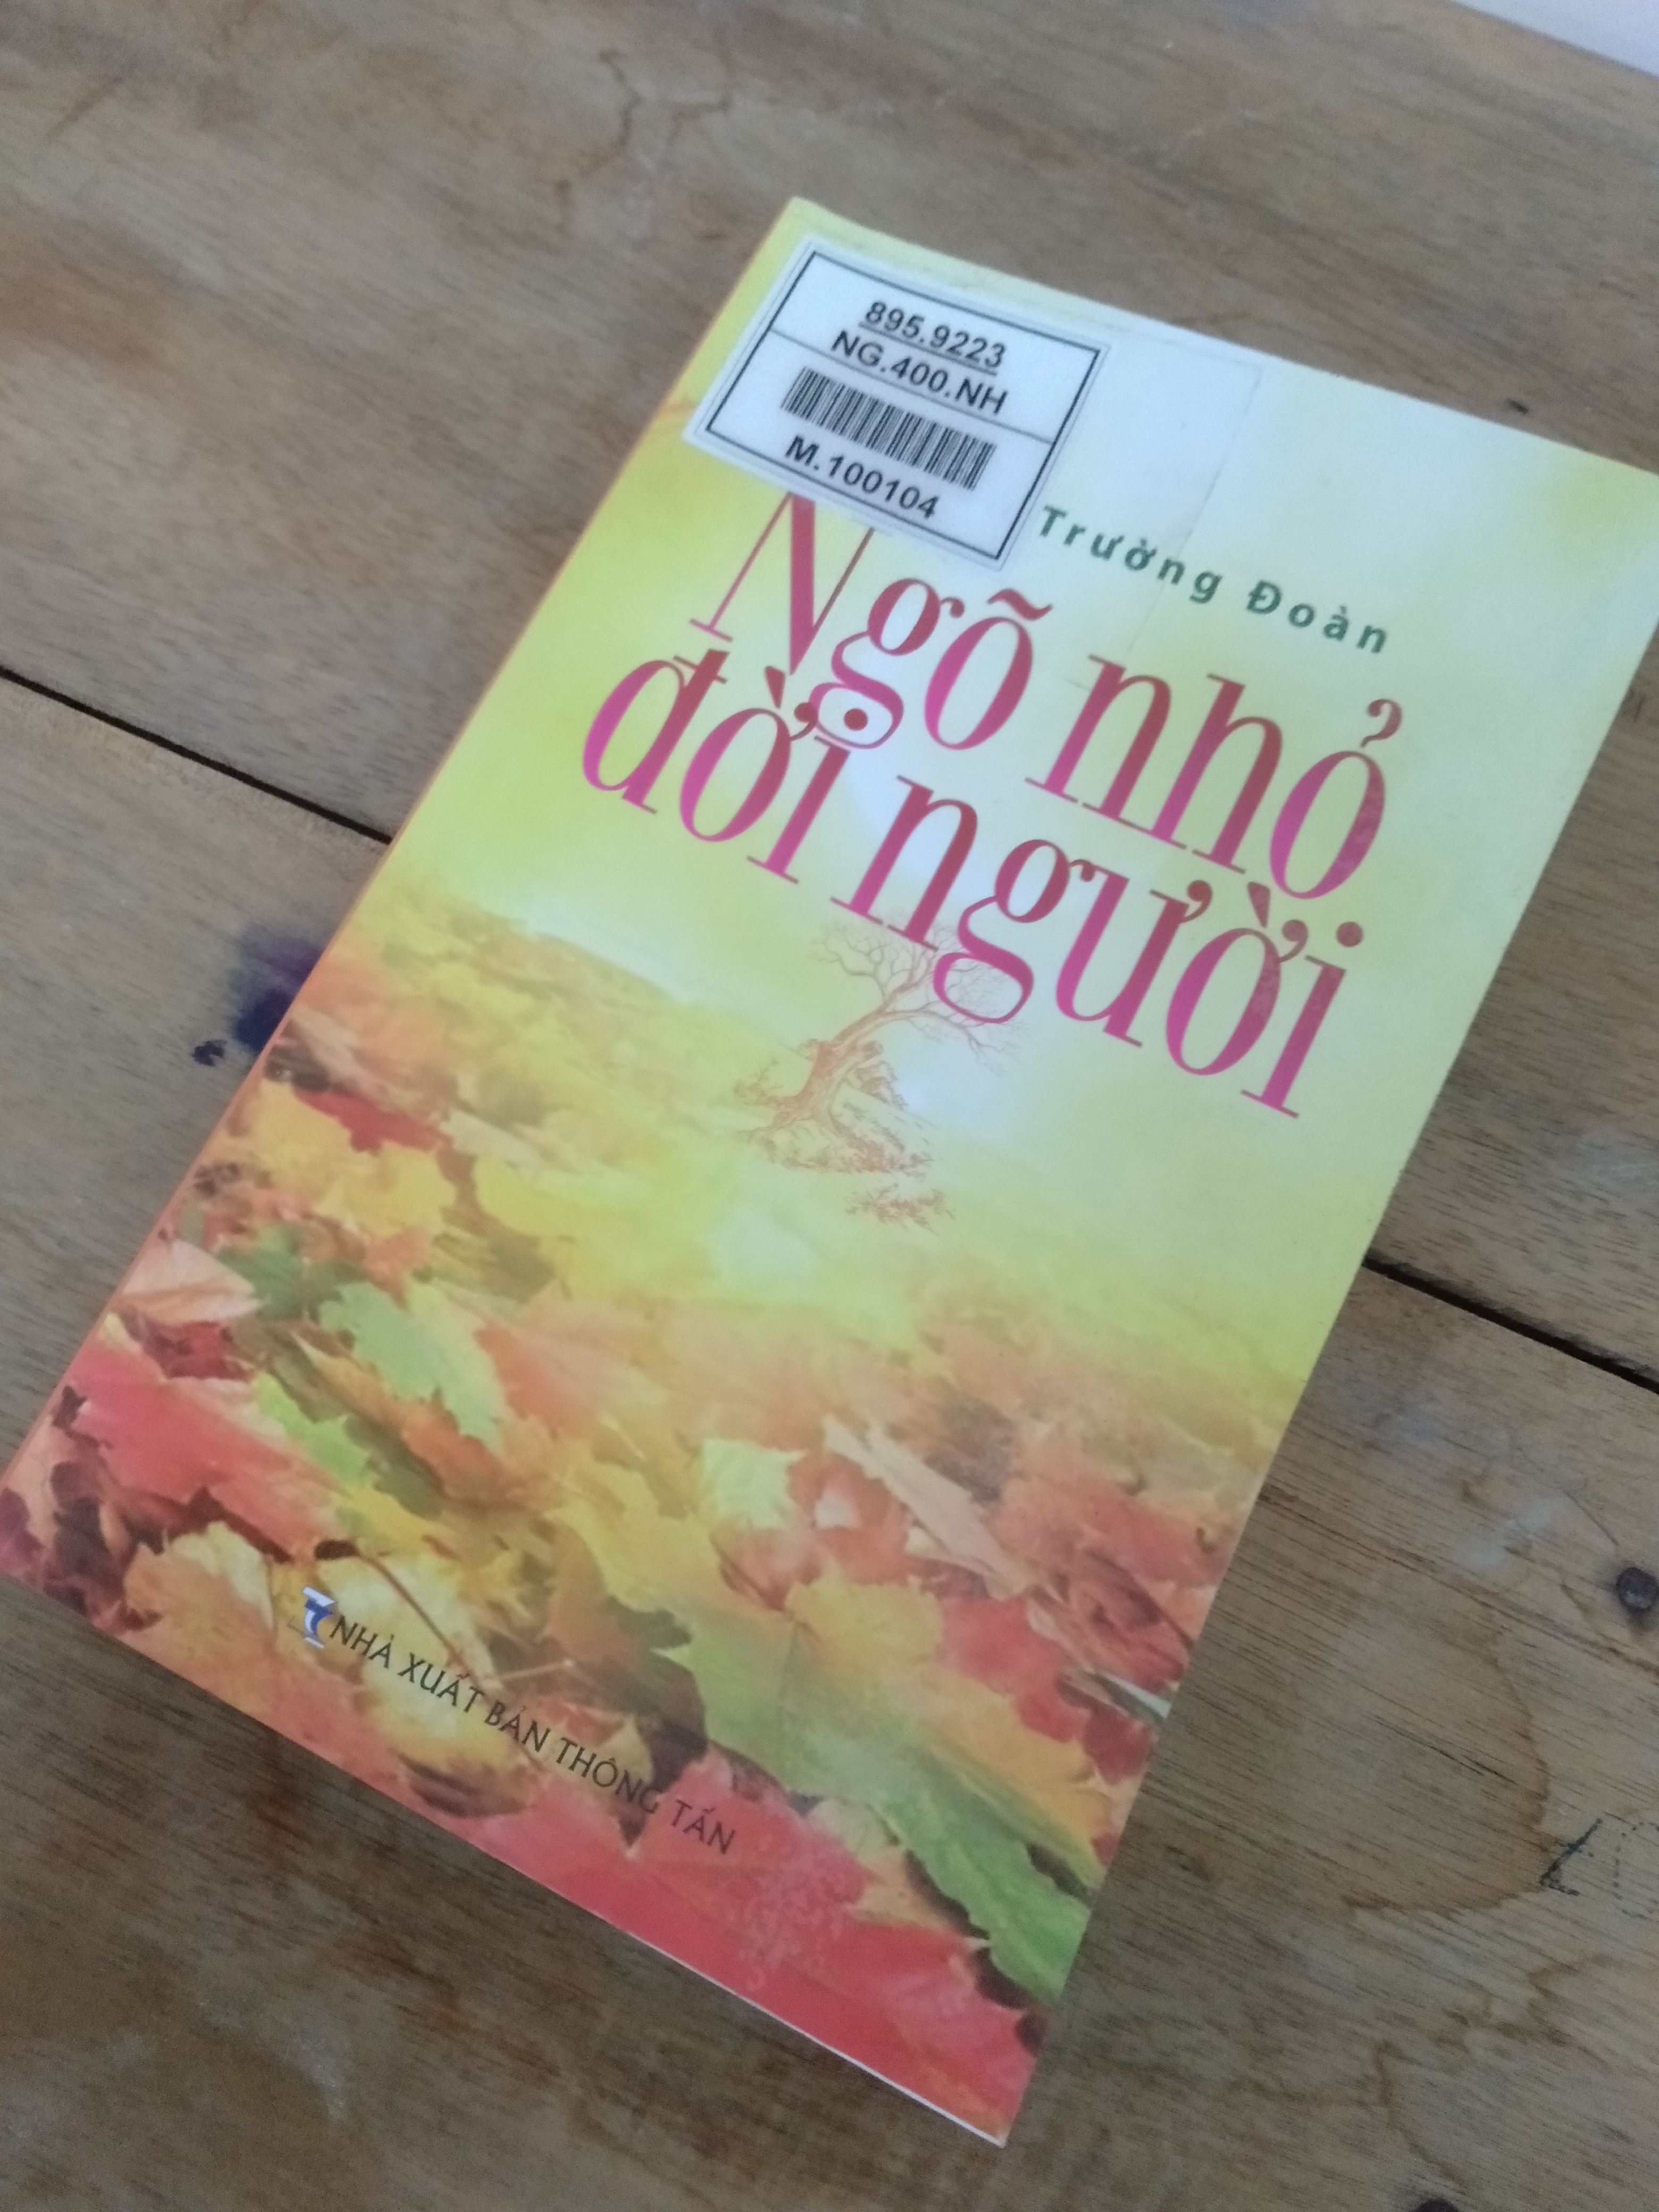 895.9223
NG.400.NH
M.100104
Trường Đoàn
Ngõ nhỏ
đời người
NHÀ XUẤT BẢN THÔNG TẤN